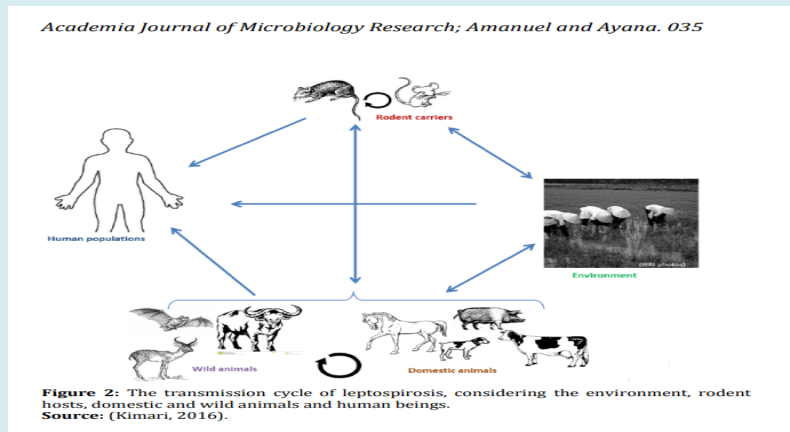 Academia Journal of Microbiology Research; Amanuel and Ayana. 035
Rodent carriers
Human populations
Environment
Wild animals
Domestic animals
Figure 2: The transmission cycle of leptospirosis, considering the environment, rodent
hosts, domestic and wild animals and human beings.
Source: (Kimari, 2016).